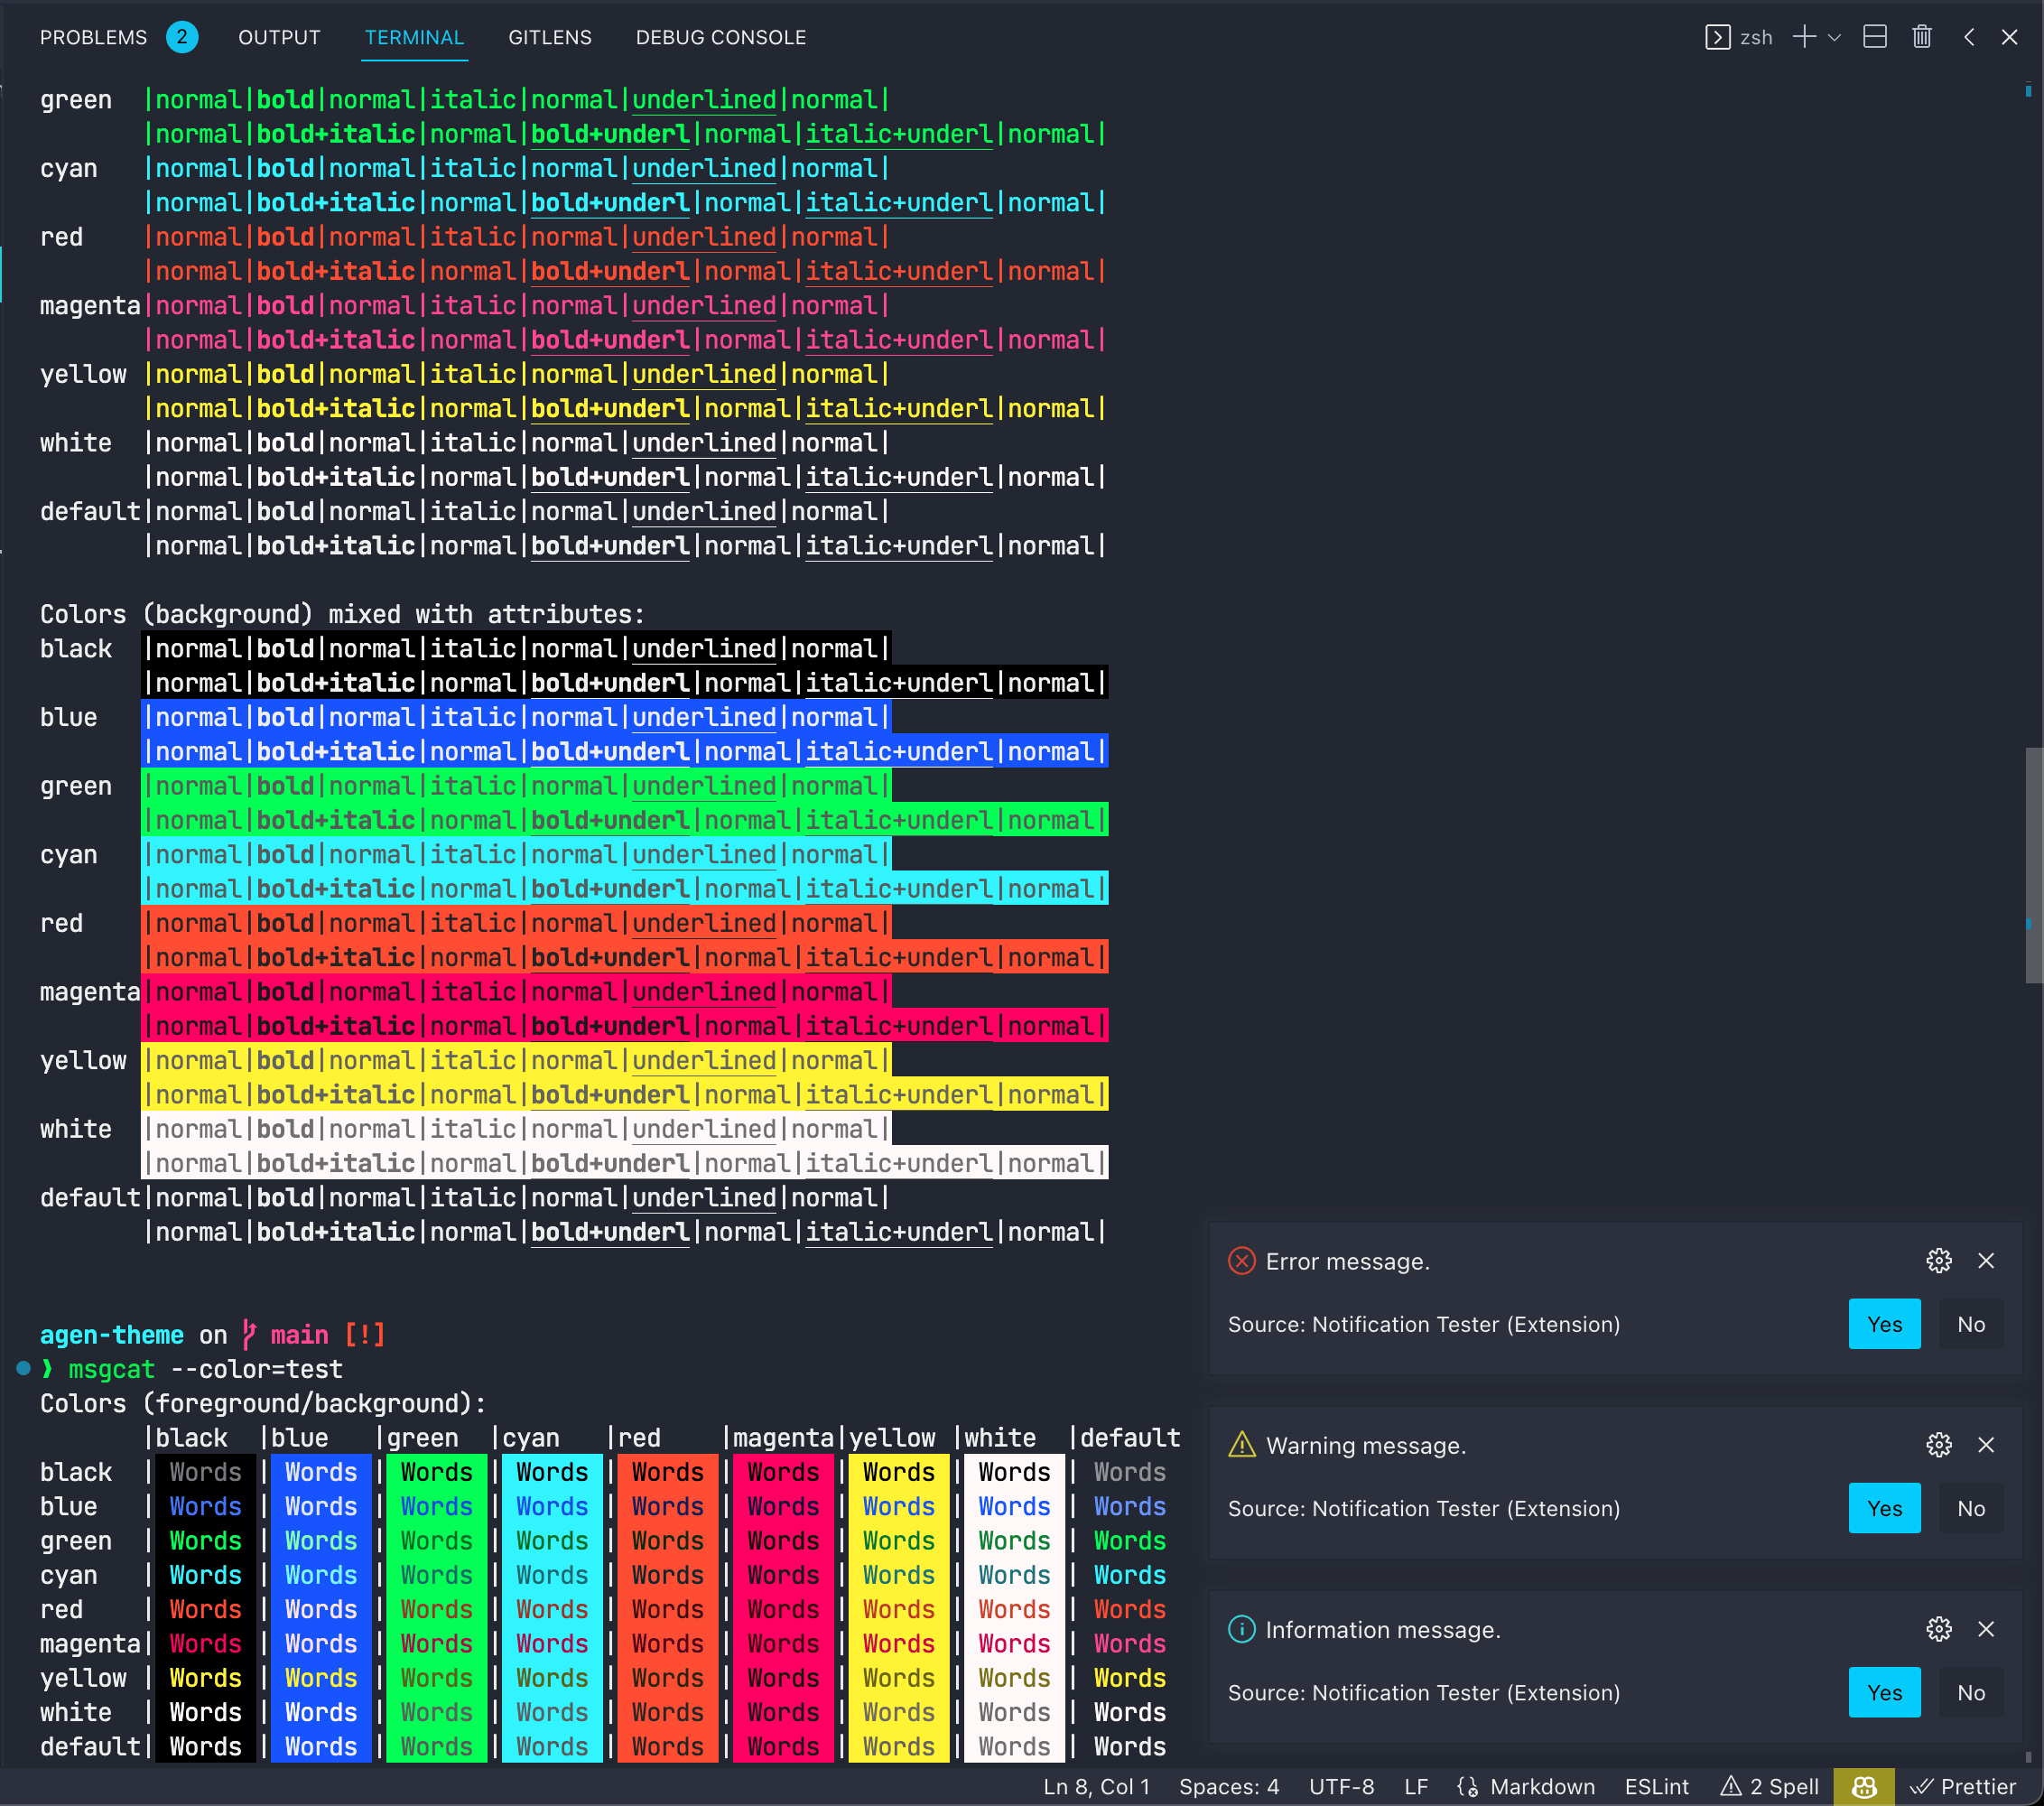 PROBLEMS 2 OUTPUT TERMINAL GITLENS DEBUG CONSOLE zsh
green |normal|bold|normal|italic|normal|underlined|normal|
|normal|bold+italic|normal|bold+underl|normal|italic+underl|normal|
cyan |normal|bold|normal|italic|normal|underlined|normal|
|normal|bold+italic|normal|bold+underl|normal|italic+underl|normal|
red |normal|bold|normal|italic|normal|underlined|normal|
|normal|bold+italic|normal|bold+underl|normal|italic+underl|normal|
magenta|normal|bold|normal|italic|normal|underlined|normal|
|normal|bold+italic|normal|bold+underl|normal|italic+underl|normal|
yellow |normal|bold|normal|italic|normal|underlined|normal|
|normal|bold+italic|normal|bold+underl|normal|italic+underl|normal|
white |normal|bold|normal|italic|normal|underlined|normal|
|normal|bold+italic|normal|bold+underl|normal|italic+underl|normal|
default|normal|bold|normal|italic|normal|underlined|normal|
|normal|bold+italic|normal|bold+underl|normal|italic+underl|normal|
Colors (background) mixed with attributes:
black |normal|bold|normal|italic|normal|underlined|normal|
|normal|bold+italic|normal|bold+underl|normal|italic+underl|normal|
blue |normal|bold|normal|italic|normal|underlined|normal|
|normal|bold+italic|normal|bold+underl|normal|italic+underl|normal|
green |normal|bold|normal|italic|normal|underlined|normal|
|normal|bold+italic|normal|bold+underl|normal|italic+underl|normal|
cyan |normal|bold|normal|italic|normal|underlined|normal|
|normal|bold+italic|normal|bold+underl|normal|italic+underl|normal|
red |normal|bold|normal|italic|normal|underlined|normal|
|normal|bold+italic|normal|bold+underl|normal|italic+underl|normal|
magenta|normal|bold|normal|italic|normal|underlined|normal|
|normal|bold+italic|normal|bold+underl|normal|italic+underl|normal|
yellow |normal|bold|normal|italic|normal|underlined|normal|
|normal|bold+italic|normal|bold+underl|normal|italic+underl|normal|
white |normal|bold|normal|italic|normal|underlined|normal|
|normal|bold+italic|normal|bold+underl|normal|italic+underl|normal|
default|normal|bold|normal|italic|normal|underlined|normal|
|normal|bold+italic|normal|bold+underl|normal|italic+underl|normal|
agen-theme on main [!]
❯ msgcat --color=test
Colors (foreground/background):
|black |blue |green |cyan |red |magenta|yellow |white |default
black | Words | Words | Words | Words | Words | Words | Words | Words | Words
blue | Words | Words | Words | Words | Words | Words | Words | Words | Words
green | Words | Words | Words | Words | Words | Words | Words | Words | Words
cyan | Words | Words | Words | Words | Words | Words | Words | Words | Words
red | Words | Words | Words | Words | Words | Words | Words | Words | Words
magenta| Words | Words | Words | Words | Words | Words | Words | Words | Words
yellow | Words | Words | Words | Words | Words | Words | Words | Words | Words
white | Words | Words | Words | Words | Words | Words | Words | Words | Words
default| Words | Words | Words | Words | Words | Words | Words | Words | Words
Error message.
Source: Notification Tester (Extension) Yes No
Warning message.
Source: Notification Tester (Extension) Yes No
Information message.
Source: Notification Tester (Extension) Yes No
Ln 8, Col 1 Spaces: 4 UTF-8 LF Markdown ESLint 2 Spell Prettier